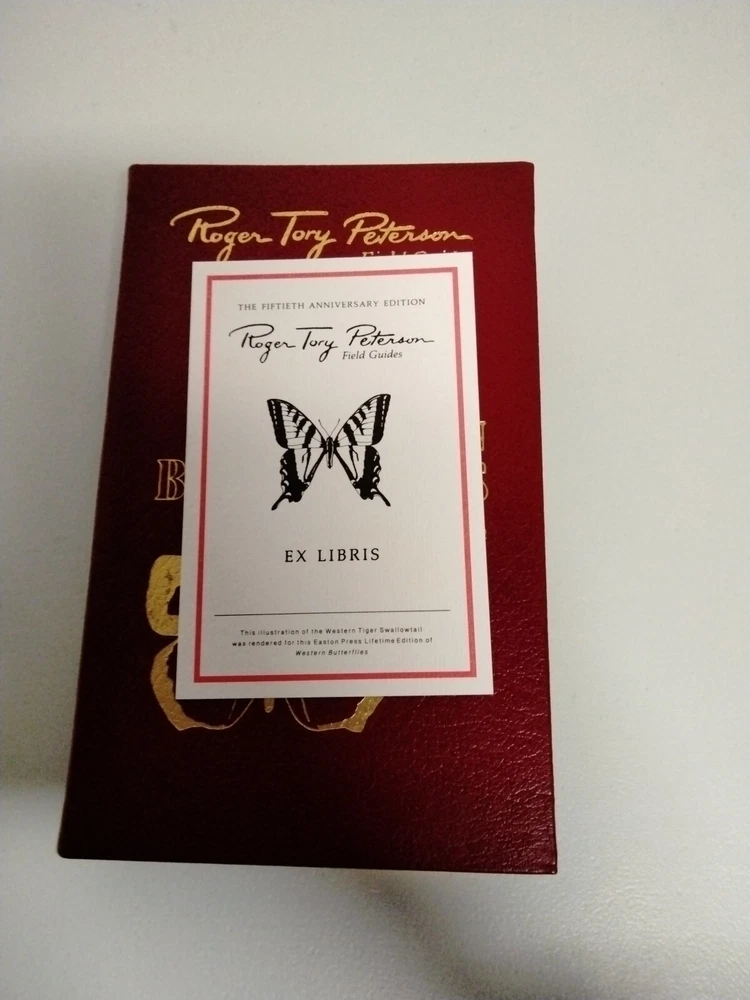 Roger Tory Peterson
THE FIFTIETH ANNIVERSARY EDITION
Roger Tory Peterson
Field Guides
EX LIBRIS
This illustration of the Western Tiger Swallowtail
was rendered for this Easton Press Lifetime Edition of
Western Butterflies